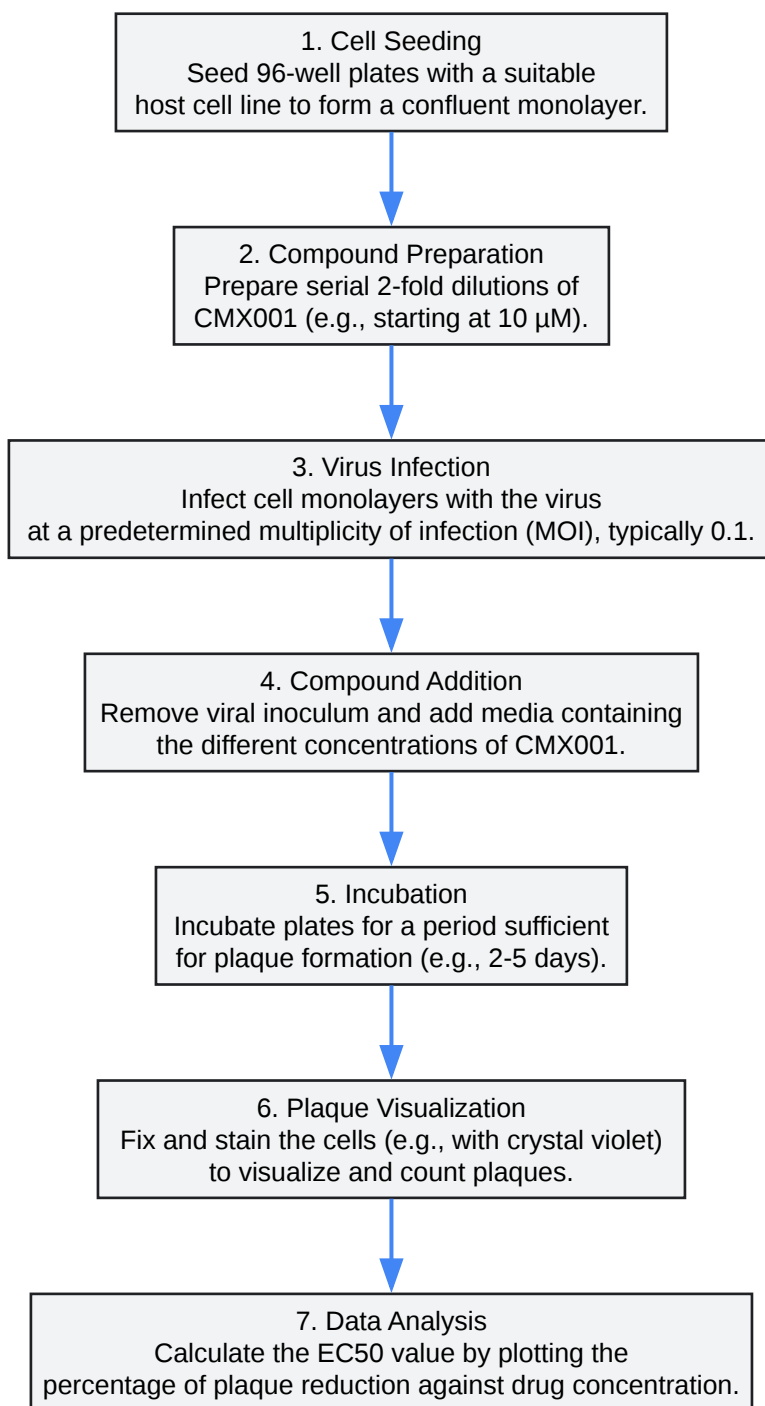 1. Cell Seeding
Seed 96-well plates with a suitable
host cell line to form a confluent monolayer.
2. Compound Preparation
Prepare serial 2-fold dilutions of
CMX001 (e.g., starting at 10 µM).
3. Virus Infection
Infect cell monolayers with the virus
at a predetermined multiplicity of infection (MOI), typically 0.1.
4. Compound Addition
Remove viral inoculum and add media containing
the different concentrations of CMX001.
5. Incubation
Incubate plates for a period sufficient
for plaque formation (e.g., 2-5 days).
6. Plaque Visualization
Fix and stain the cells (e.g., with crystal violet)
to visualize and count plaques.
7. Data Analysis
Calculate the EC50 value by plotting the
percentage of plaque reduction against drug concentration.